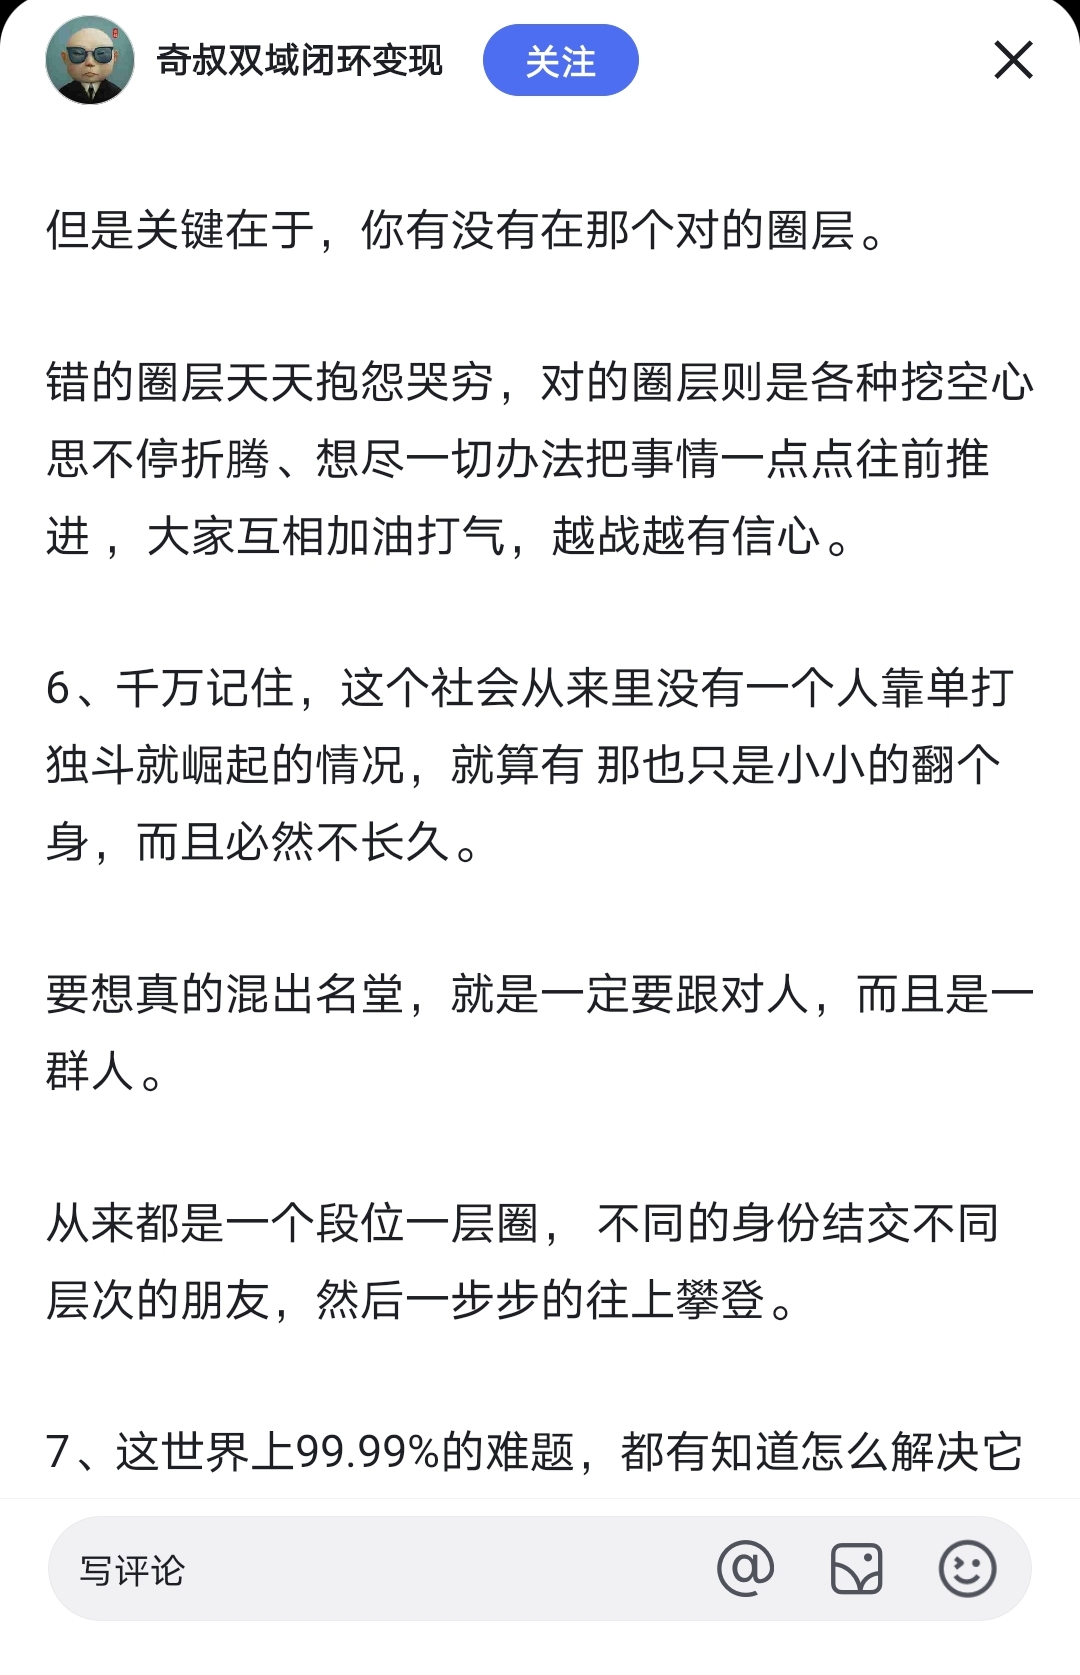 奇叔双域闭环变现
关注
但是关键在于，你有没有在那个对的圈层。
错的圈层天天抱怨哭穷，对的圈层则是各种挖空心
思不停折腾、想尽一切办法把事情一点点往前推
进 ，大家互相加油打气，越战越有信心。
6、千万记住，这个社会从来里没有一个人靠单打
独斗就崛起的情况，就算有 那也只是小小的翻个
身，而且必然不长久。
要想真的混出名堂，就是一定要跟对人，而且是一
群人。
从来都是一个段位一层圈， 不同的身份结交不同
层次的朋友，然后一步步的往上攀登。
7、这世界上99.99%的难题，都有知道怎么解决它
写评论